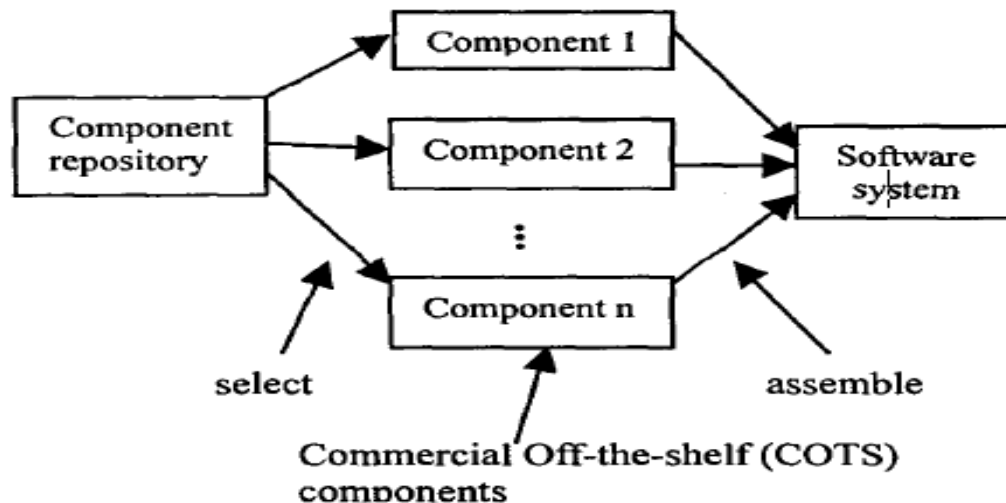 Component 1
Component
repository
Component 2
Software
system
Component n
select
assemble
Commercial Off-the-shelf (COTS)
components